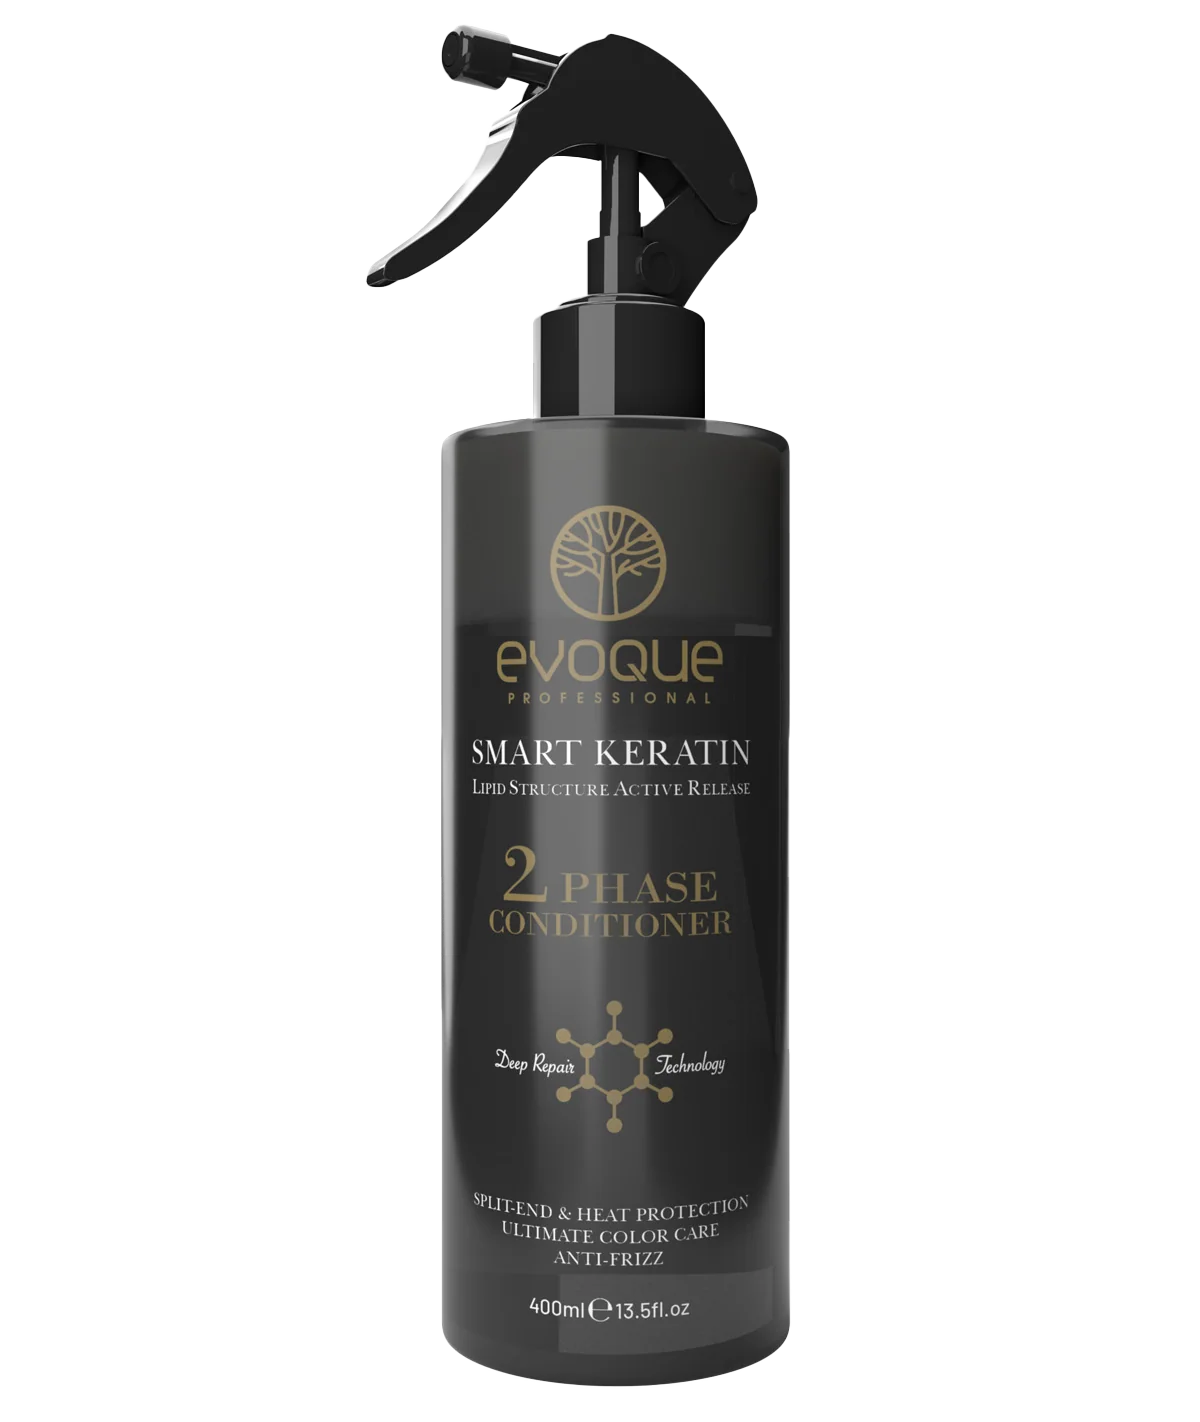 evoque
PROFESSIONAL
SMART KERATIN
LIPID STRUCTURE ACTIVE RELEASE
2 PHASE
CONDITIONER
Deep Repair Technology
SPLIT-END & HEAT PROTECTION
ULTIMATE COLOR CARE
ANTI-FRIZZ
400ml ℮ 13.5fl.oz